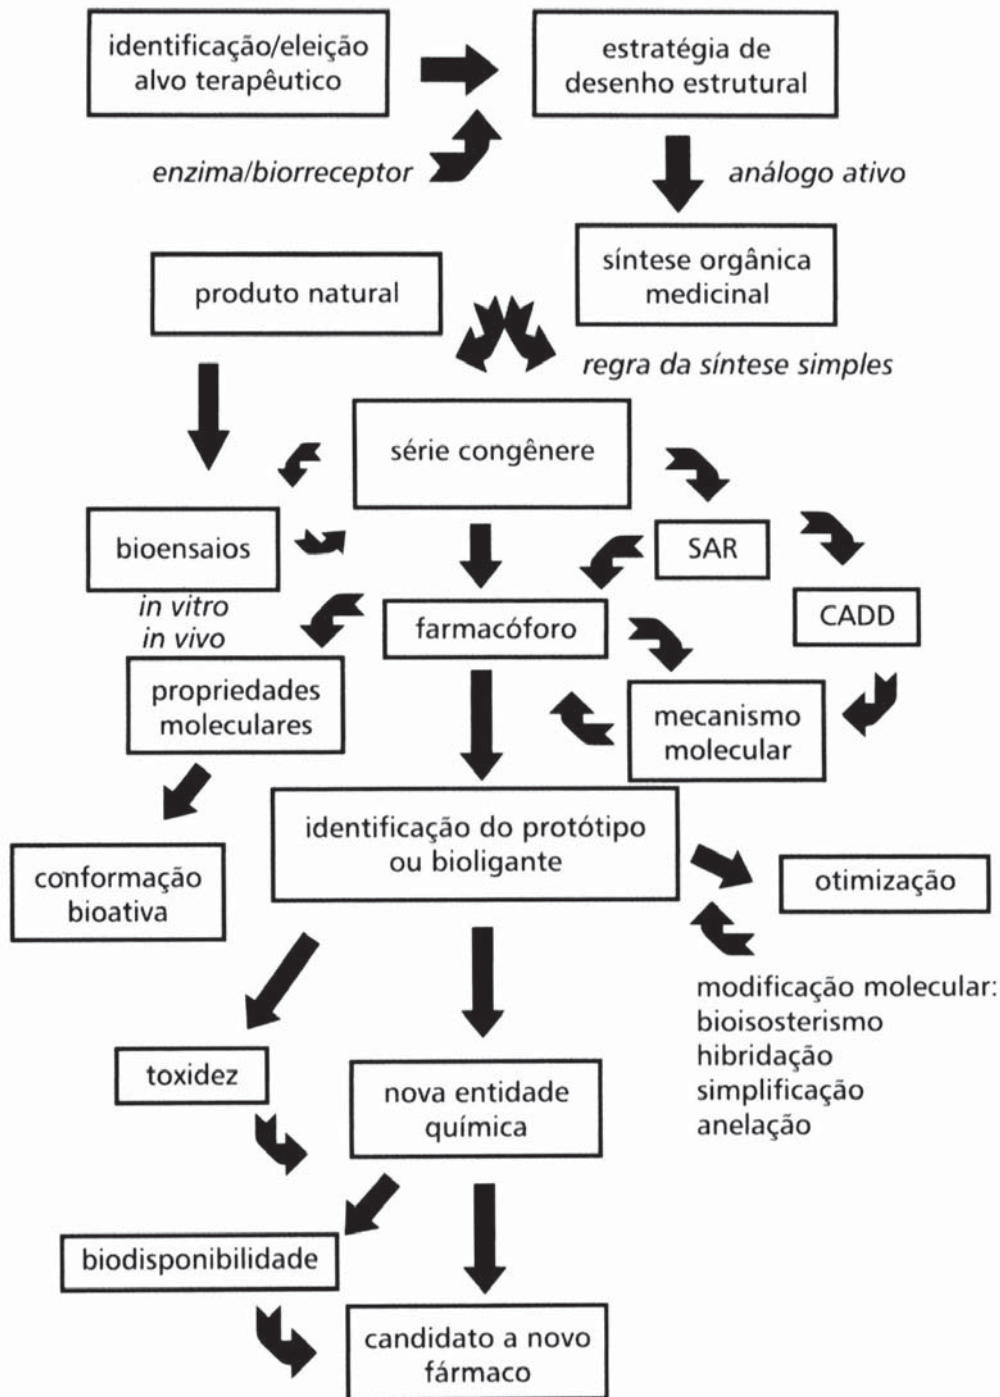 identificação/eleição
alvo terapêutico
estratégia de
desenho estrutural
enzima/biorreceptor
análogo ativo
produto natural
síntese orgânica
medicinal
regra da síntese simples
série congênere
bioensaios
in vitro
in vivo
SAR
CADD
farmacóforo
propriedades
moleculares
mecanismo
molecular
identificação do protótipo
ou bioligante
conformação
bioativa
otimização
modificação molecular:
bioisosterismo
hibridação
simplificação
anelação
toxidez
nova entidade
química
biodisponibilidade
candidato a novo
fármaco